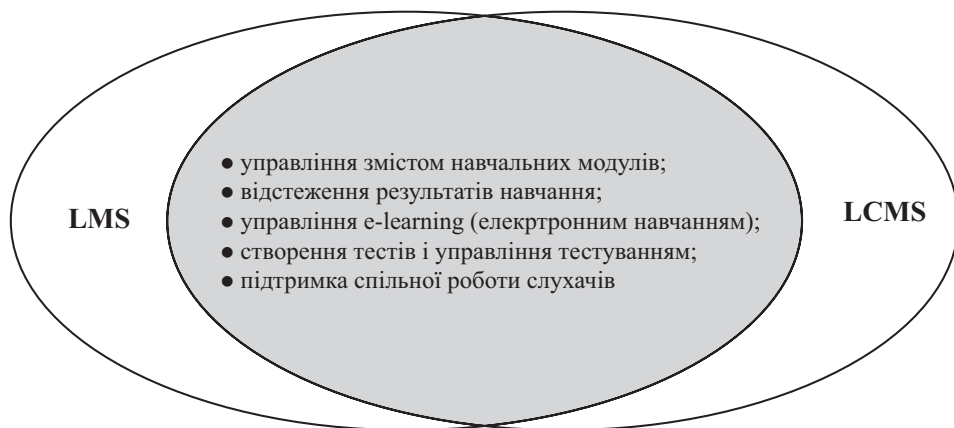 ● управління змістом навчальних модулів;
● відстеження результатів навчання;
LMS
● управління e-learning (елекртронним навчанням);
LCMS
● створення тестів і управління тестуванням;
● підтримка спільної роботи слухачів